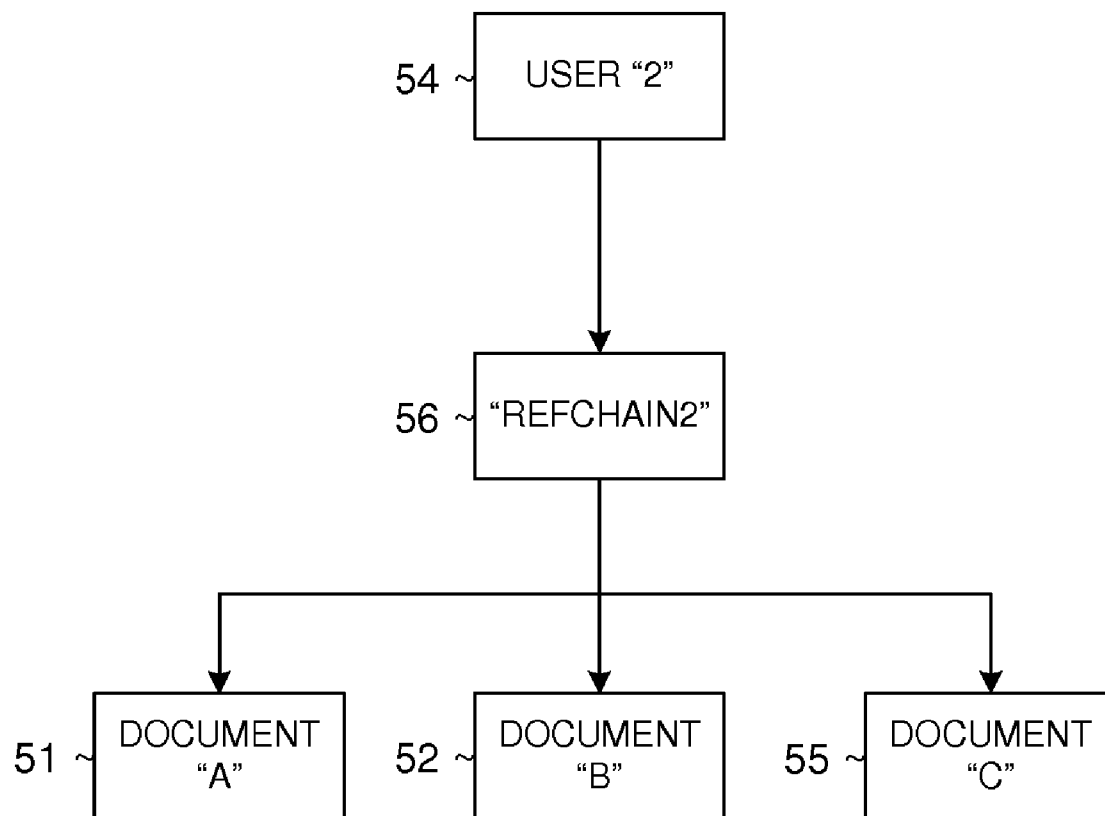 54 ~ USER “2”
56 ~ “REFCHAIN2”
51 ~ DOCUMENT
“A”
52 ~ DOCUMENT
“B”
55 ~ DOCUMENT
“C”